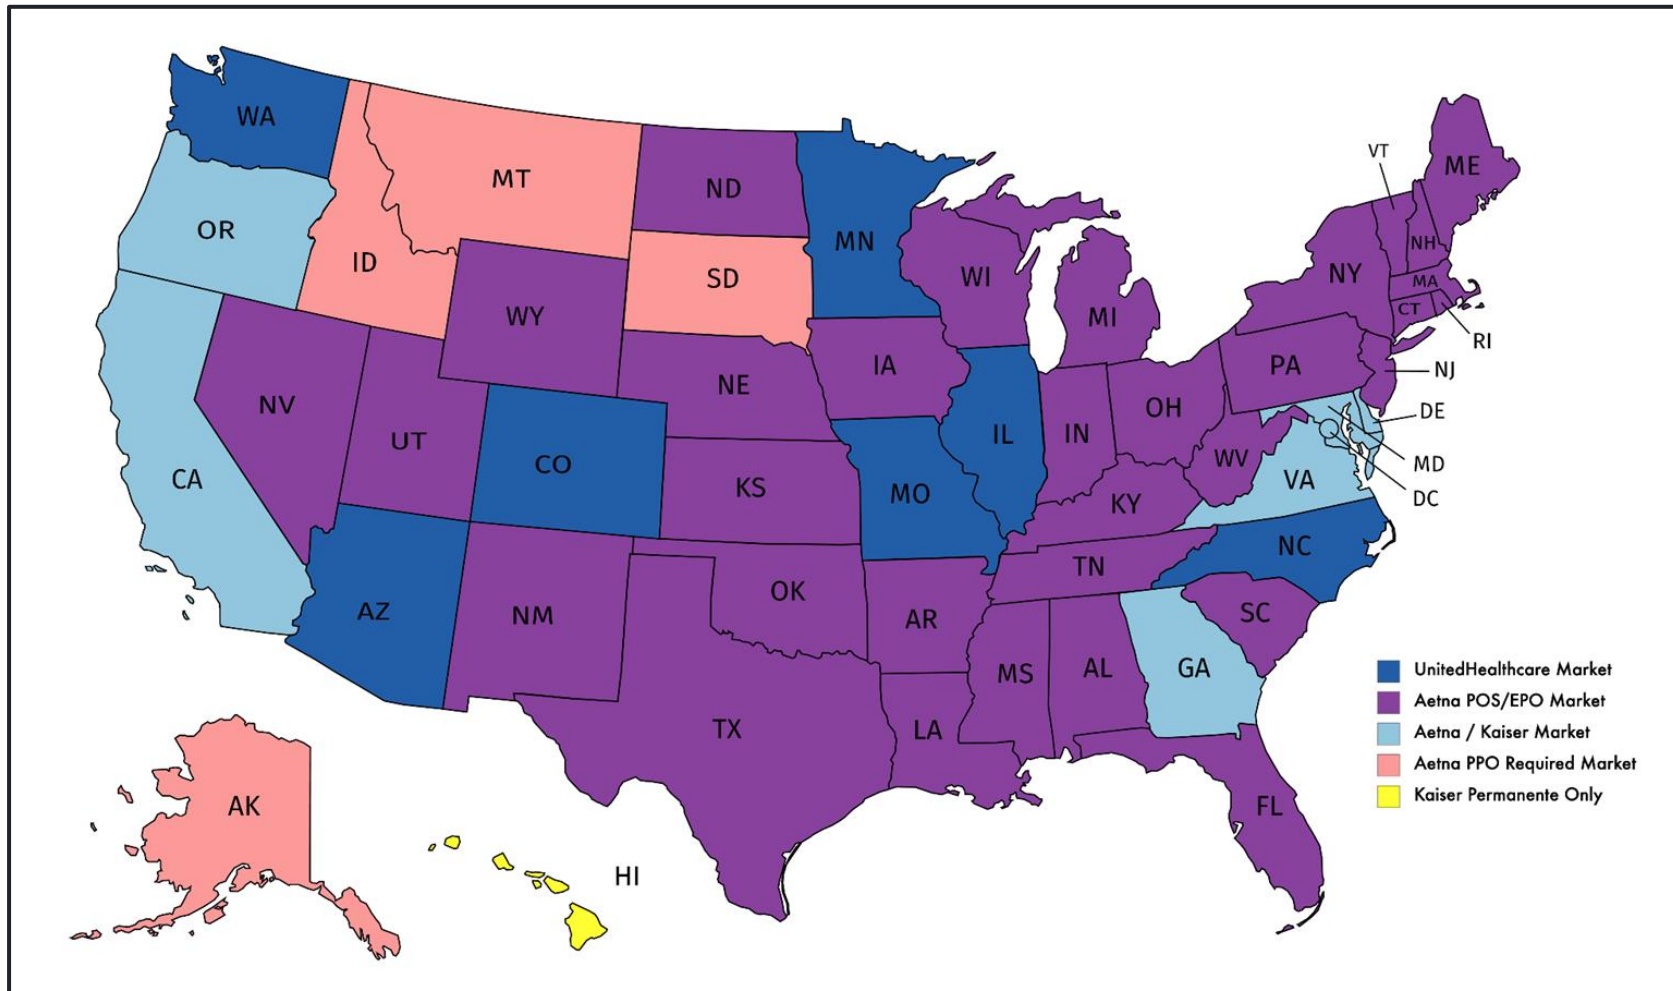 WA
OR
CA
NV
ID
MT
WY
UT
CO
AZ
NM
ND
SD
NE
KS
OK
TX
MN
IA
MO
AR
LA
WI
IL
MI
IN
OH
KY
TN
MS
AL
GA
FL
SC
NC
VA
WV
PA
NY
VT
NH
ME
MA
CT
RI
NJ
DE
MD
DC
AK
HI
UnitedHealthcare Market
Aetna POS/EPO Market
Aetna / Kaiser Market
Aetna PPO Required Market
Kaiser Permanente Only